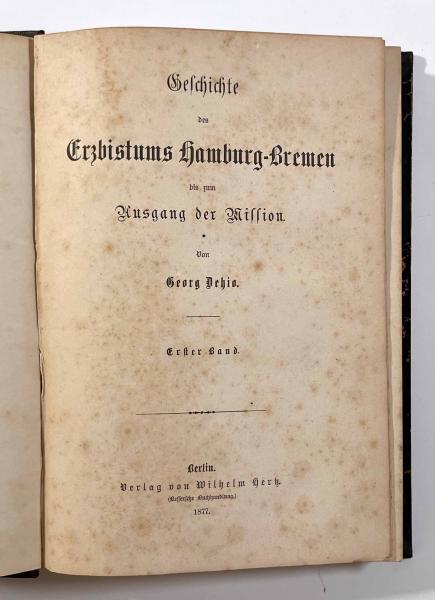 Geschichte
des
Erzbistums Hamburg-Bremen
bis zum
Ausgang der Mission.
Von
Georg Dehio.
Erster Band.
Berlin.
Verlag von Wilhelm Hertz.
(Bessersche Buchhandlung.)
1877.